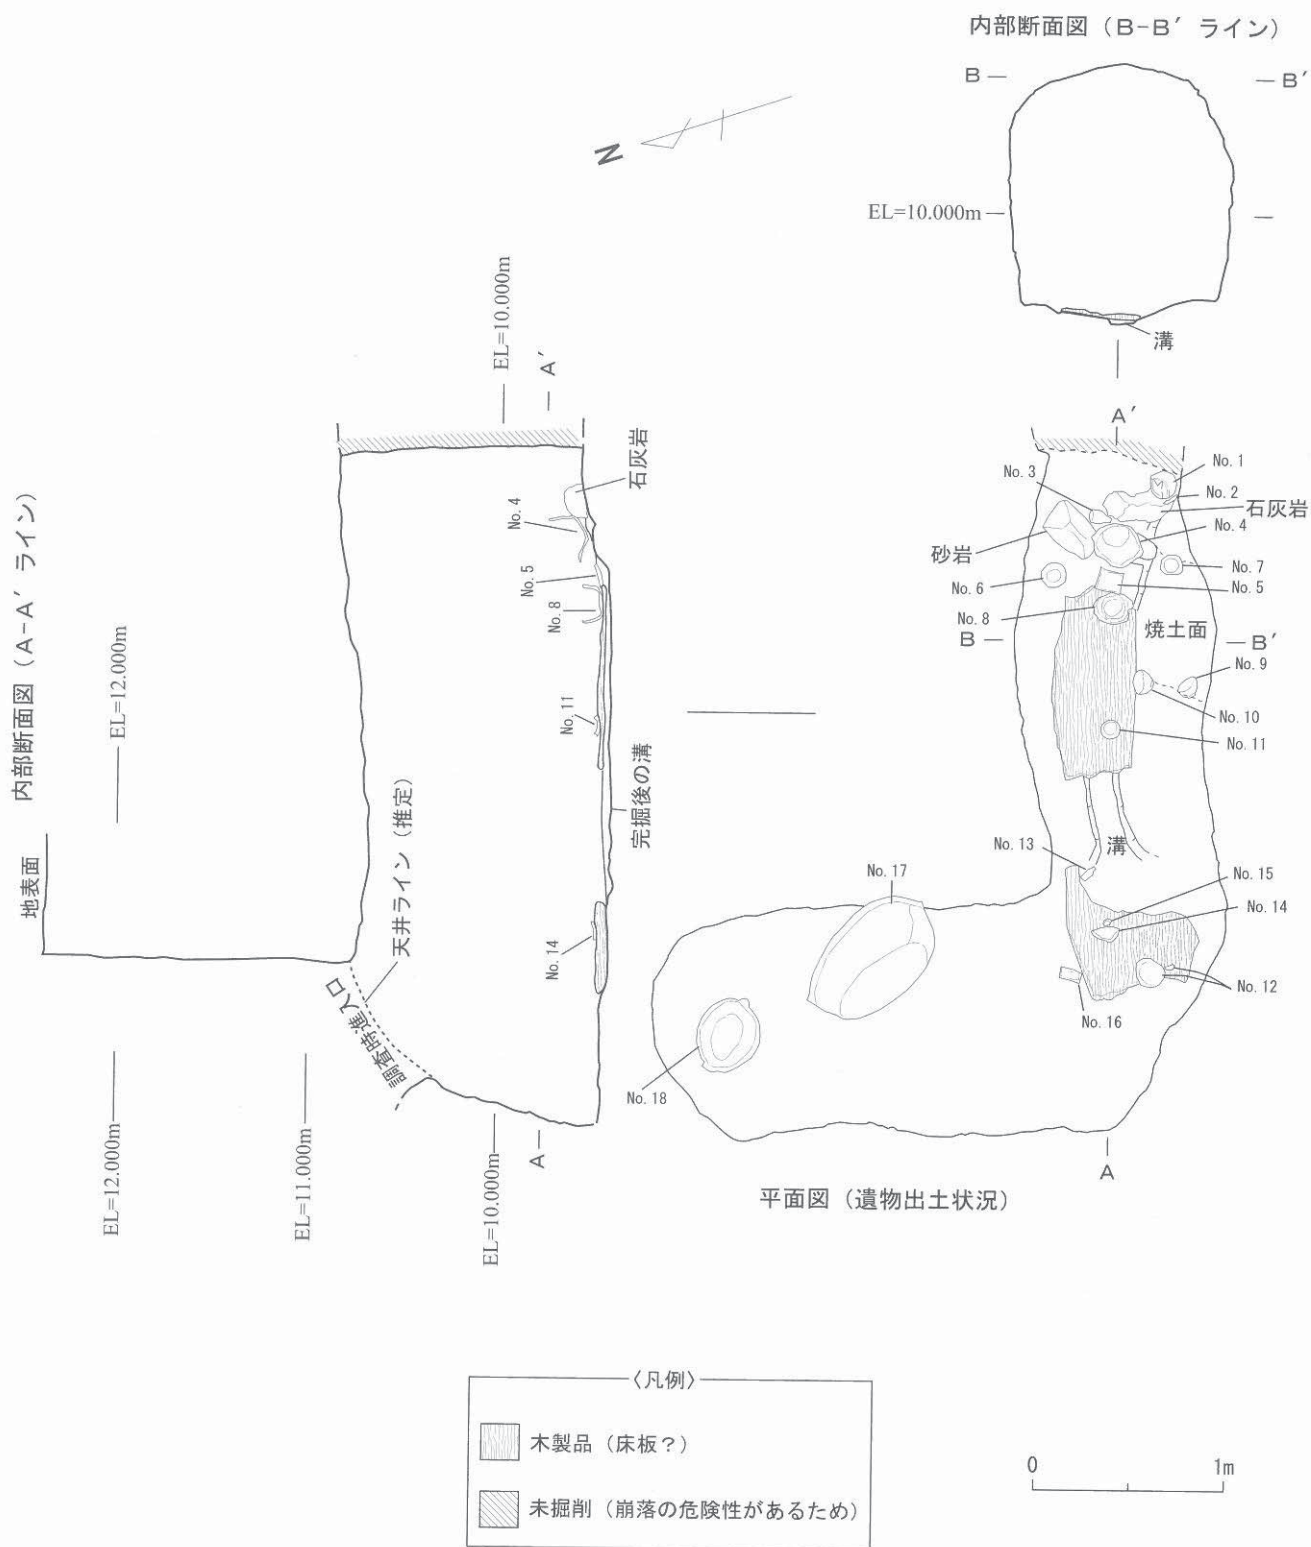 内部断面図（B-B′ ライン）
B
B′
EL=10.000m
溝
N
内部断面図（A-A′ ライン）
EL=10.000m
A′
石灰岩
No. 4
No. 5
No. 8
No. 11
No. 14
EL=12.000m
地表面
天井ライン（推定）
調査時進入口
完掘後の溝
EL=12.000m
EL=11.000m
EL=10.000m
A
A′
No. 1
No. 2
No. 3
石灰岩
No. 4
砂岩
No. 7
No. 6
No. 5
No. 8
焼土面
B
B′
No. 9
No. 10
No. 11
溝
No. 13
No. 15
No. 14
No. 17
No. 12
No. 16
No. 18
A
平面図（遺物出土状況）
〈凡例〉
木製品（床板？）
未掘削（崩落の危険性があるため）
0 1m